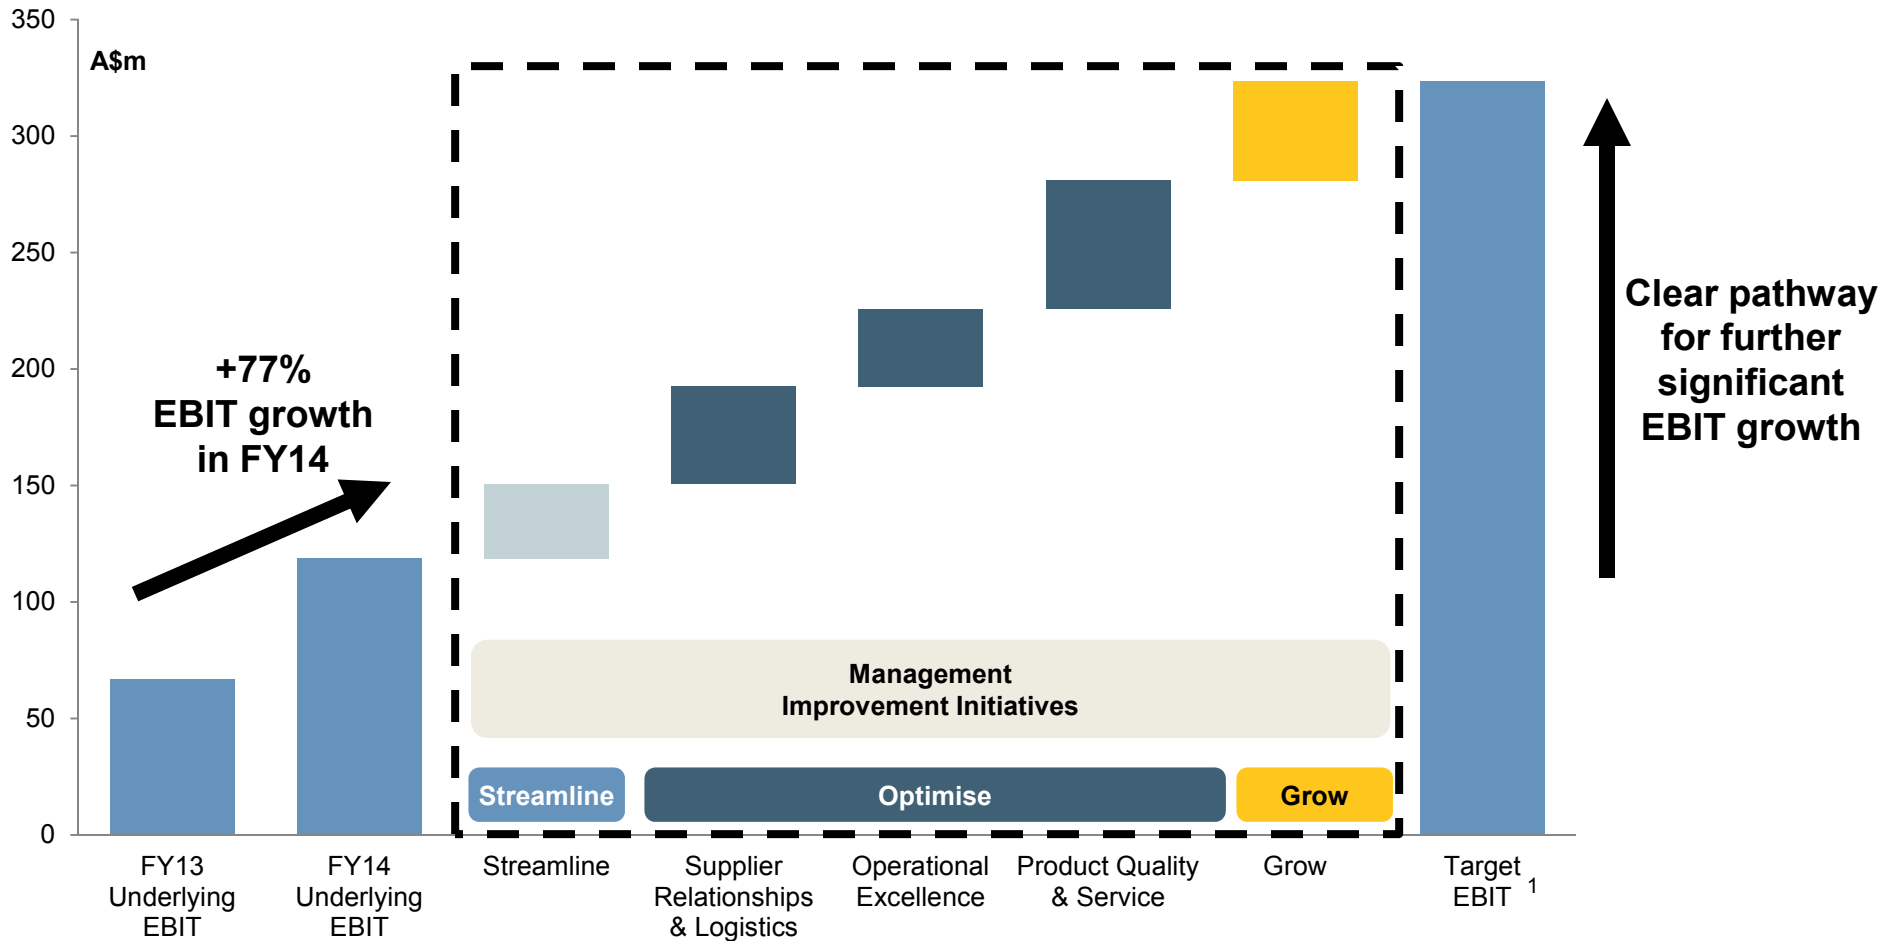 350
A$m
300
250
200
150
100
50
0
+77%
EBIT growth
in FY14
Clear pathway
for further
significant
EBIT growth
Management
Improvement Initiatives
Streamline
Optimise
Grow
FY13
Underlying
EBIT
FY14
Underlying
EBIT
Streamline
Supplier
Relationships
& Logistics
Operational
Excellence
Product Quality
& Service
Grow
Target
EBIT 1